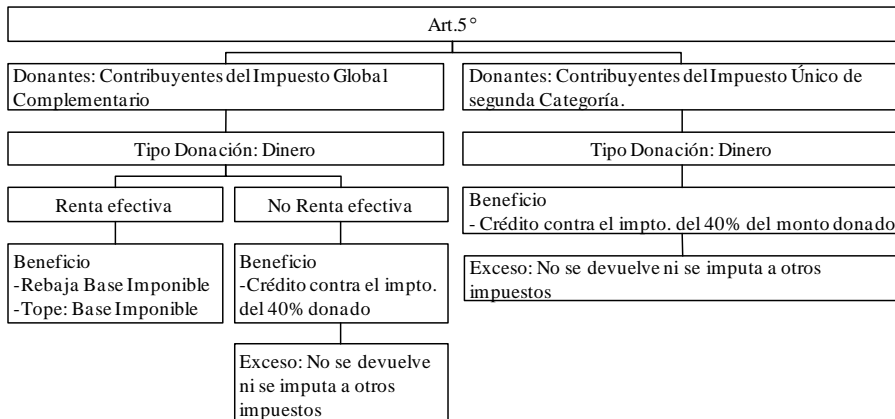 Art.5°
Donantes: Contribuyentes del Impuesto Global
Complementario
Donantes: Contribuyentes del Impuesto Único de
segunda Categoría.
Tipo Donación: Dinero
Tipo Donación: Dinero
Renta efectiva
No Renta efectiva
Beneficio
- Crédito contra el impto. del 40% del monto donado
Beneficio
-Rebaja Base Imponible
-Tope: Base Imponible
Beneficio
-Crédito contra el impto.
del 40% donado
Exceso: No se devuelve ni se imputa a otros
impuestos
Exceso: No se devuelve
ni se imputa a otros
impuestos